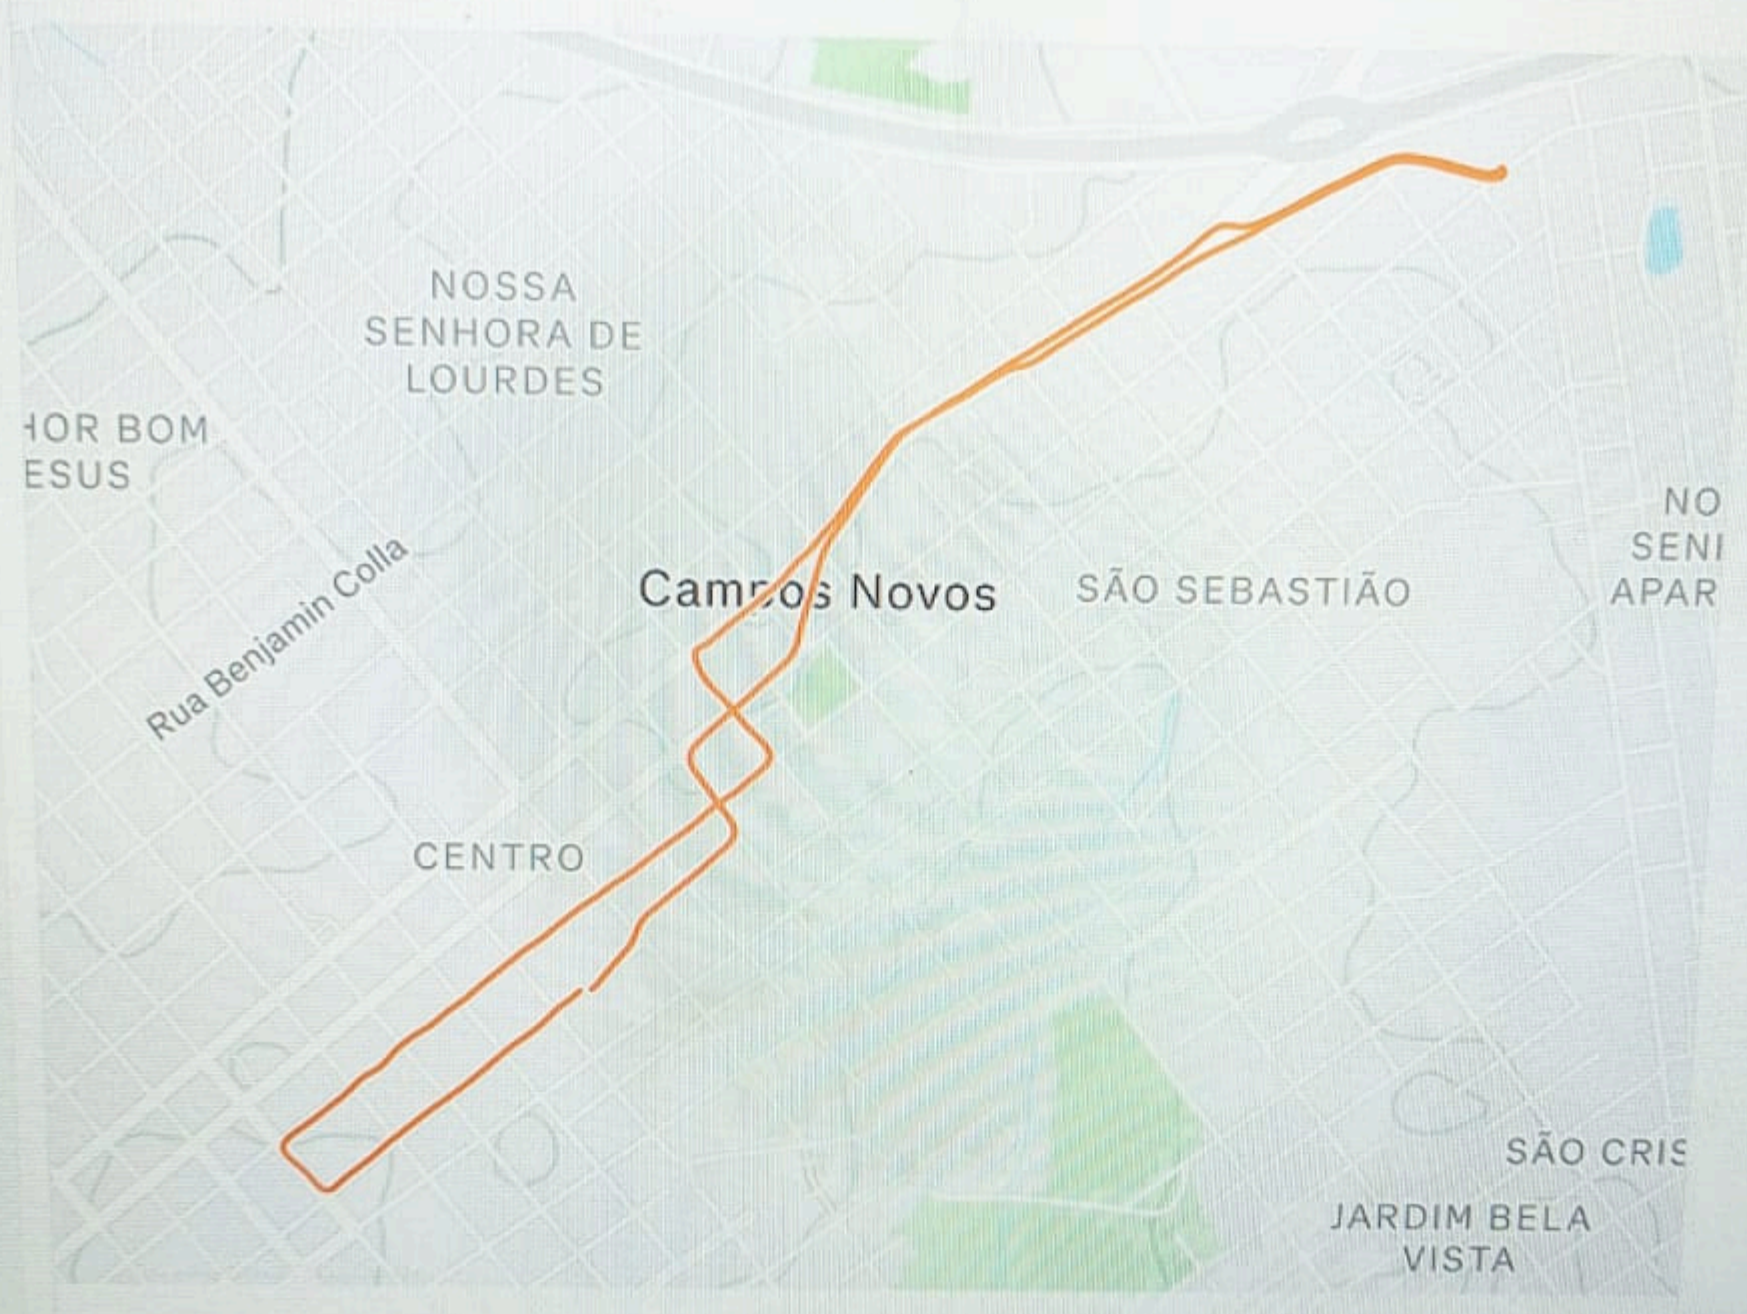 NOSSA
SENHORA DE
LOURDES
HOR BOM
ESUS
Rua Benjamin Colla
Campos Novos
SÃO SEBASTIÃO
NO
SENI
APAR
CENTRO
SÃO CRIS
JARDIM BELA
VISTA